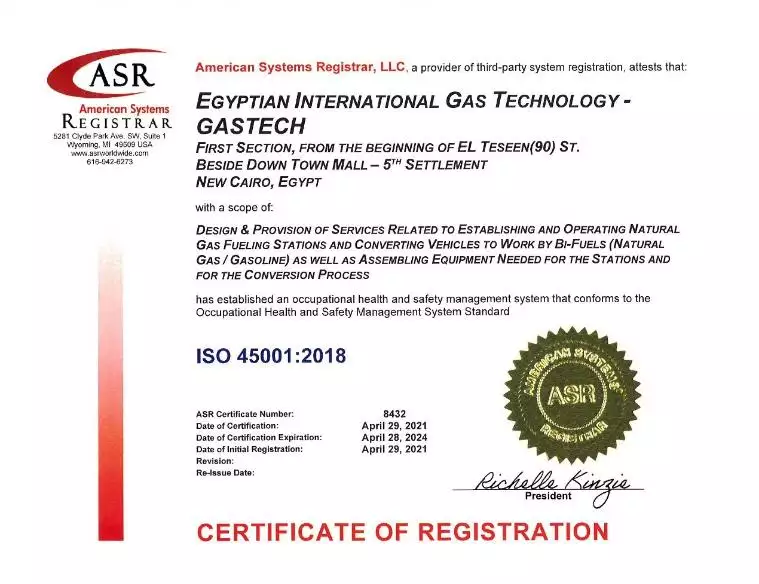 ASR
American Systems
REGISTRAR
5281 Clyde Park Ave. SW, Suite 1
Wyoming, MI 49509 USA
www.asrworldwide.com
616-942-6273
American Systems Registrar, LLC, a provider of third-party system registration, attests that:
EGYPTIAN INTERNATIONAL GAS TECHNOLOGY -
GASTECH
FIRST SECTION, FROM THE BEGINNING OF EL TESEEN(90) ST.
BESIDE DOWN TOWN MALL – 5TH SETTLEMENT
NEW CAIRO, EGYPT
with a scope of:
DESIGN & PROVISION OF SERVICES RELATED TO ESTABLISHING AND OPERATING NATURAL
GAS FUELING STATIONS AND CONVERTING VEHICLES TO WORK BY BI-FUELS (NATURAL
GAS / GASOLINE) AS WELL AS ASSEMBLING EQUIPMENT NEEDED FOR THE STATIONS AND
FOR THE CONVERSION PROCESS
has established an occupational health and safety management system that conforms to the
Occupational Health and Safety Management System Standard
ISO 45001:2018
AMERICAN SYSTEMS
ASR
REGISTRAR
ASR Certificate Number: 8432
Date of Certification: April 29, 2021
Date of Certification Expiration: April 28, 2024
Date of Initial Registration: April 29, 2021
Revision:
Re-Issue Date:
Richelle Kinzie
President
CERTIFICATE OF REGISTRATION